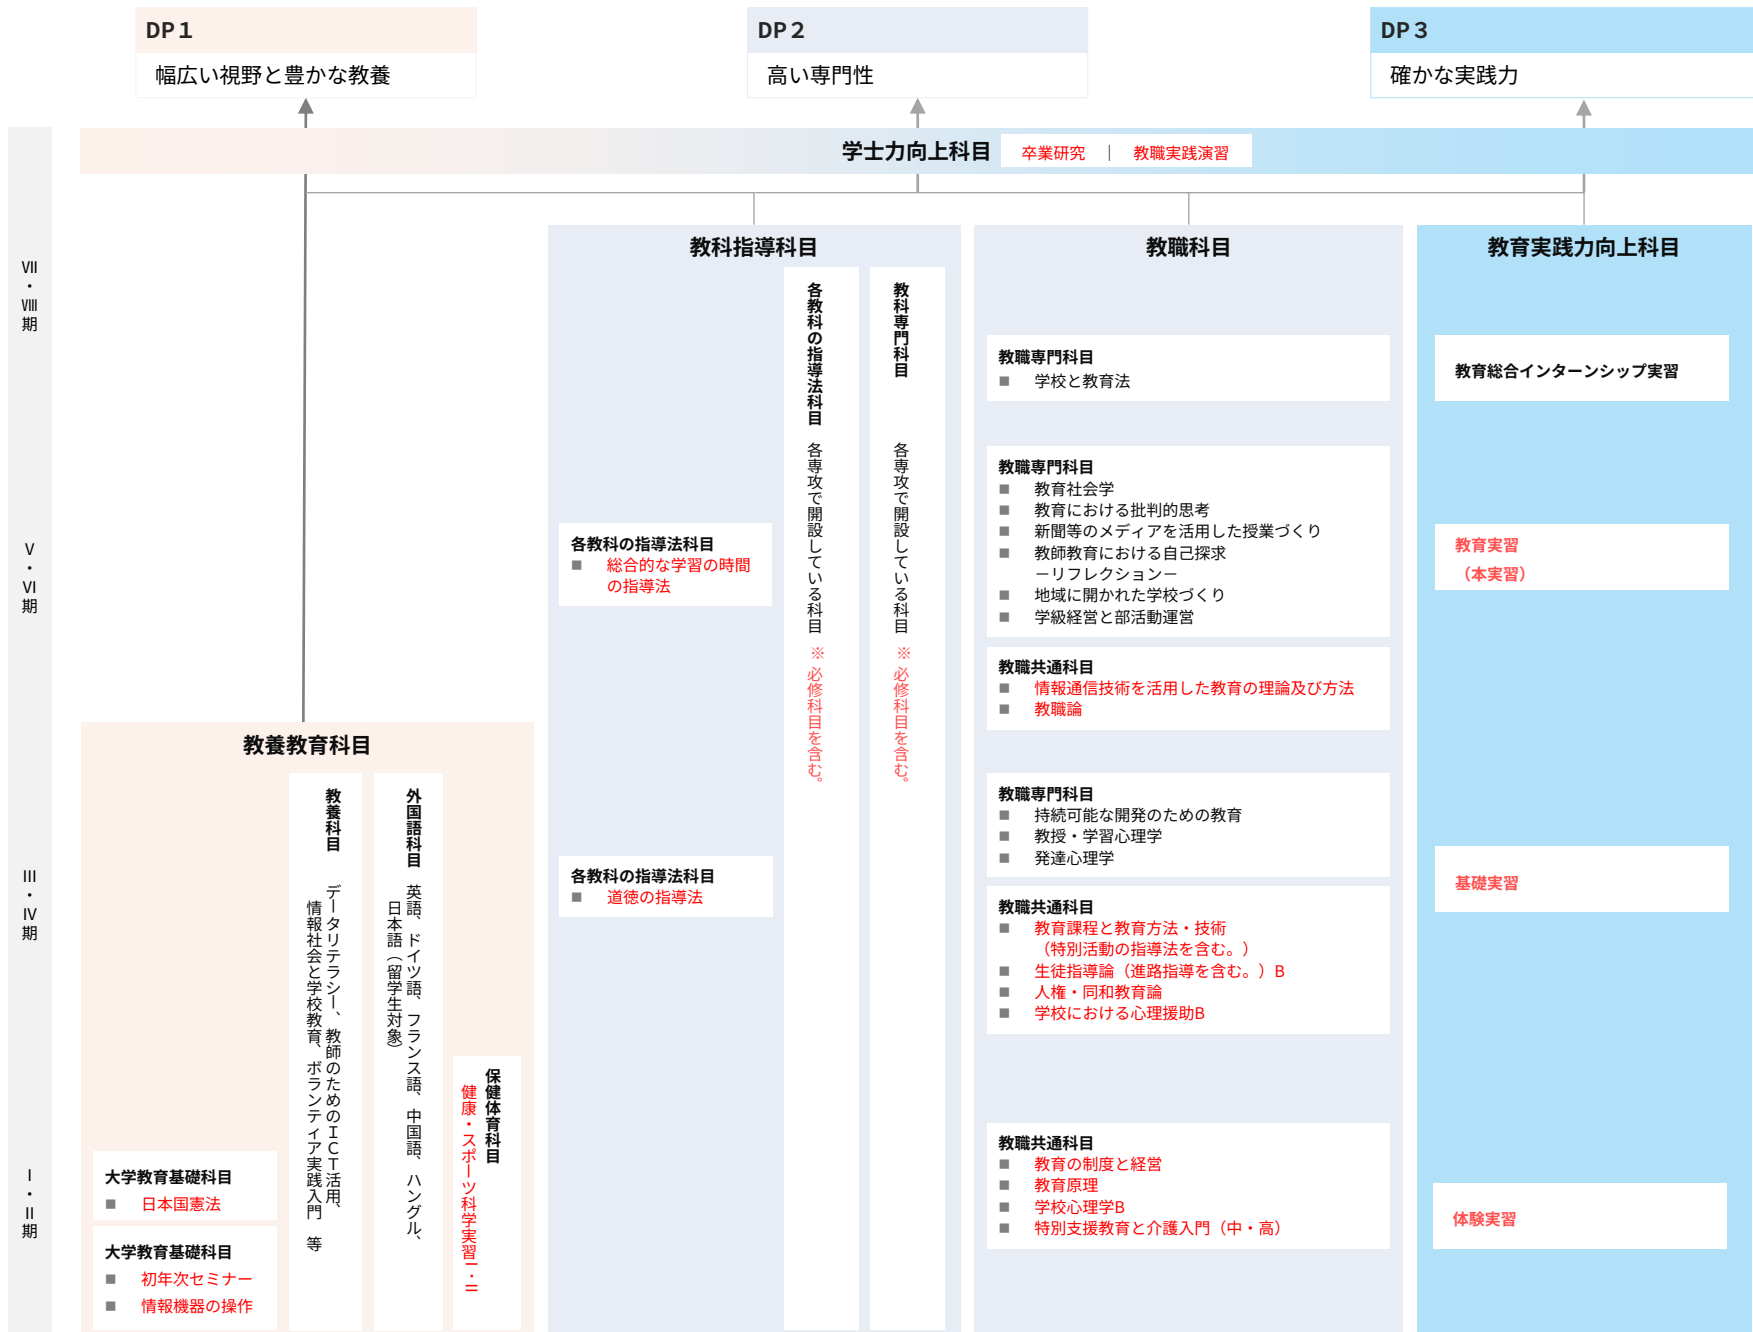 DP１
幅広い視野と豊かな教養
DP２
高い専門性
DP３
確かな実践力
学士力向上科目
卒業研究 ｜ 教職実践演習
Ⅶ
・
Ⅷ
期
Ⅴ
・
Ⅵ
期
Ⅲ
・
Ⅳ
期
Ⅰ
・
Ⅱ
期
教養教育科目
大学教育基礎科目
■ 日本国憲法
大学教育基礎科目
■ 初年次セミナー
■ 情報機器の操作
教養科目
データリテラシー、教師のためのＩＣＴ活用、
情報社会と学校教育、ボランティア実践入門　等
外国語科目
英語、ドイツ語、フランス語、中国語、ハングル、
日本語（留学生対象）
保健体育科目
健康・スポーツ科学実習Ⅰ・Ⅱ
教科指導科目
各教科の指導法科目
■ 総合的な学習の時間
の指導法
各教科の指導法科目
■ 道徳の指導法
各教科の指導法科目　各専攻で開設している科目 ※必修科目を含む。
教科専門科目　各専攻で開設している科目 ※必修科目を含む。
教職科目
教職専門科目
■ 学校と教育法
教職専門科目
■ 教育社会学
■ 教育における批判的思考
■ 新聞等のメディアを活用した授業づくり
■ 教師教育における自己探求
－リフレクション－
■ 地域に開かれた学校づくり
■ 学級経営と部活動運営
教職共通科目
■ 情報通信技術を活用した教育の理論及び方法
■ 教職論
教職専門科目
■ 持続可能な開発のための教育
■ 教授・学習心理学
■ 発達心理学
教職共通科目
■ 教育課程と教育方法・技術
（特別活動の指導法を含む。）
■ 生徒指導論（進路指導を含む。）B
■ 人権・同和教育論
■ 学校における心理援助B
教職共通科目
■ 教育の制度と経営
■ 教育原理
■ 学校心理学B
■ 特別支援教育と介護入門（中・高）
教育実践力向上科目
教育総合インターンシップ実習
教育実習
（本実習）
基礎実習
体験実習